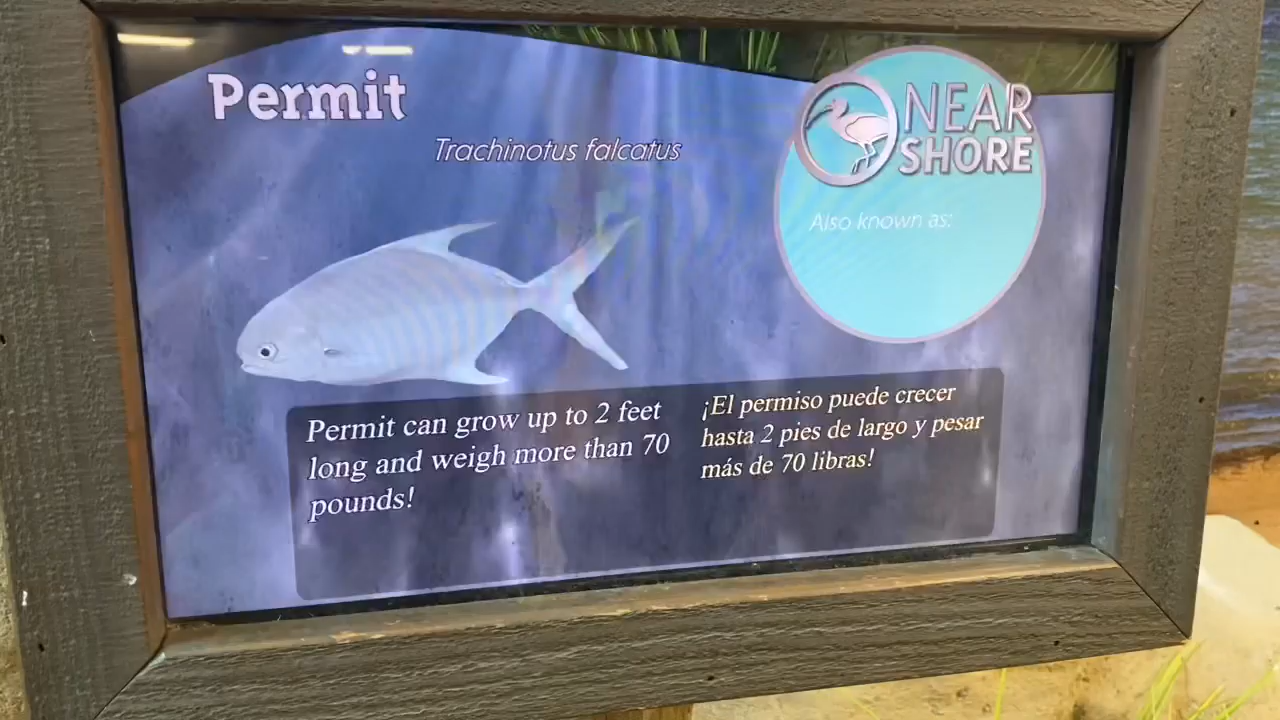 Permit
Trachinotus falcatus
NEAR
SHORE
Also known as:
Permit can grow up to 2 feet
long and weigh more than 70
pounds!
¡El permiso puede crecer
hasta 2 pies de largo y pesar
más de 70 libras!